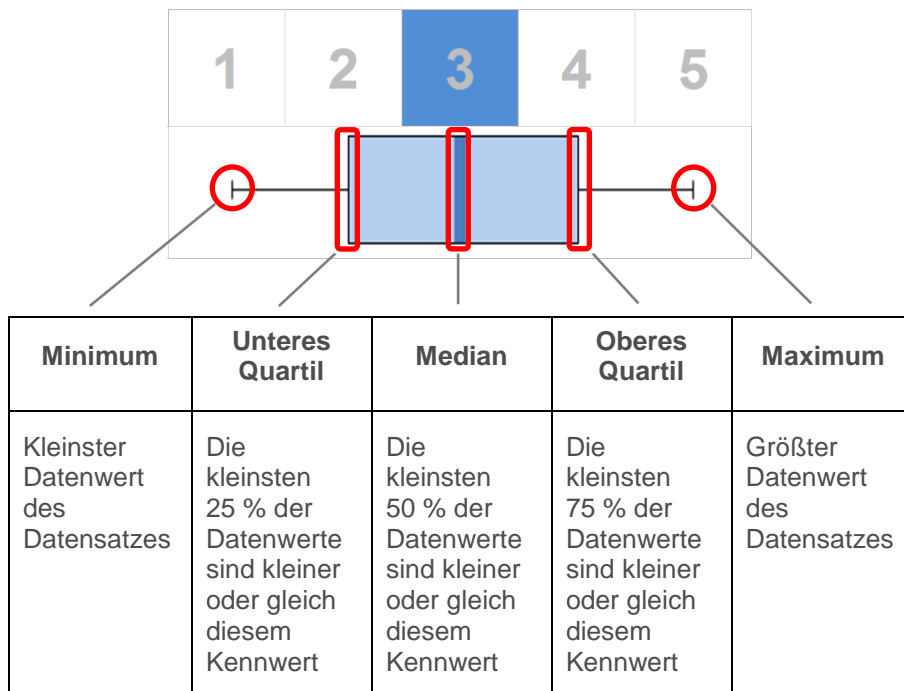 1 2 3 4 5
Minimum
Unteres
Quartil
Median
Oberes
Quartil
Maximum
Kleinster
Datenwert
des
Datensatzes
Die
kleinsten
25 % der
Datenwerte
sind kleiner
oder gleich
diesem
Kennwert
Die
kleinsten
50 % der
Datenwerte
sind kleiner
oder gleich
diesem
Kennwert
Die
kleinsten
75 % der
Datenwerte
sind kleiner
oder gleich
diesem
Kennwert
Größter
Datenwert
des
Datensatzes